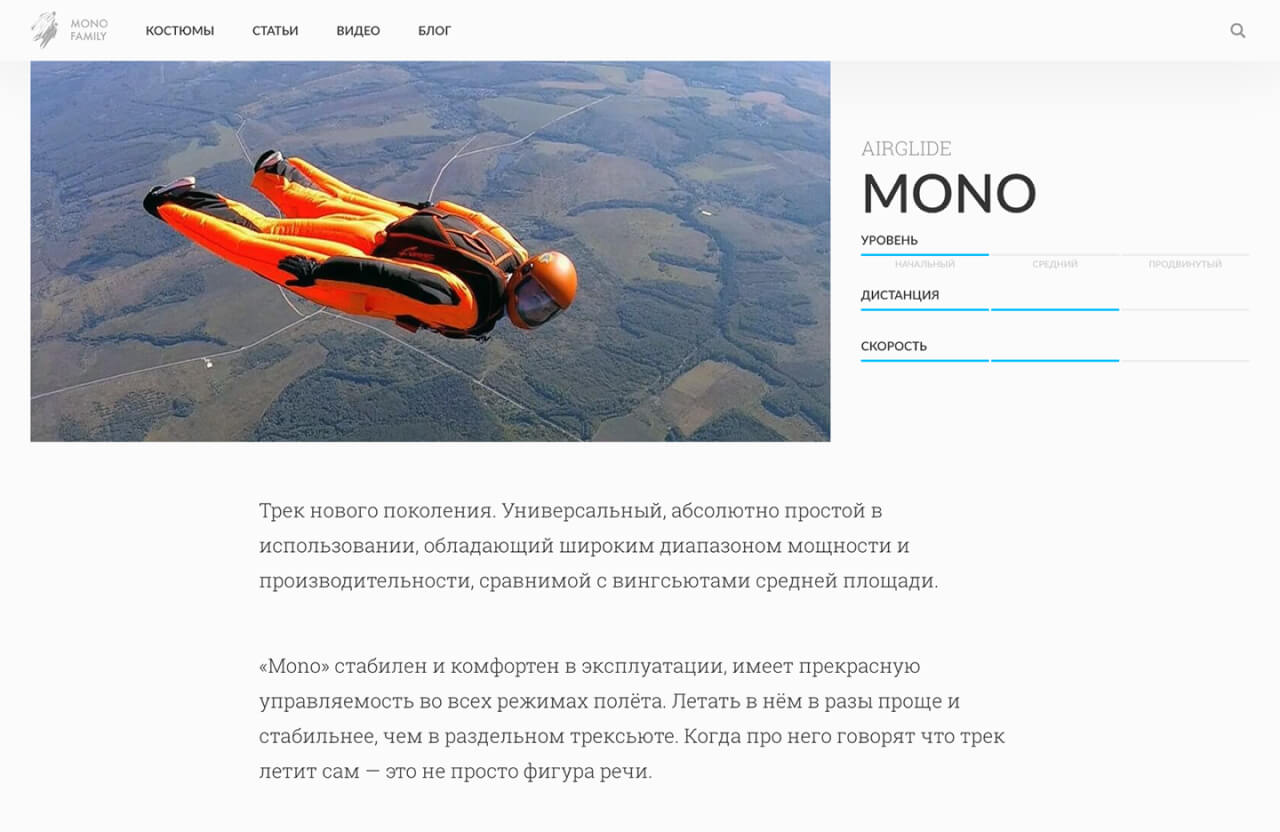 MONO
FAMILY
КОСТЮМЫ
СТАТЬИ
ВИДЕО
БЛОГ
AIRGLIDE
MONO
УРОВЕНЬ
НАЧАЛЬНЫЙ
СРЕДНИЙ
ПРОДВИНУТЫЙ
ДИСТАНЦИЯ
СКОРОСТЬ
Трек нового поколения. Универсальный, абсолютно простой в
использовании, обладающий широким диапазоном мощности и
производительности, сравнимой с вингсьютами средней площади.
«Mono» стабилен и комфортен в эксплуатации, имеет прекрасную
управляемость во всех режимах полёта. Летать в нём в разы проще и
стабильнее, чем в раздельном трексьюте. Когда про него говорят что трек
летит сам — это не просто фигура речи.